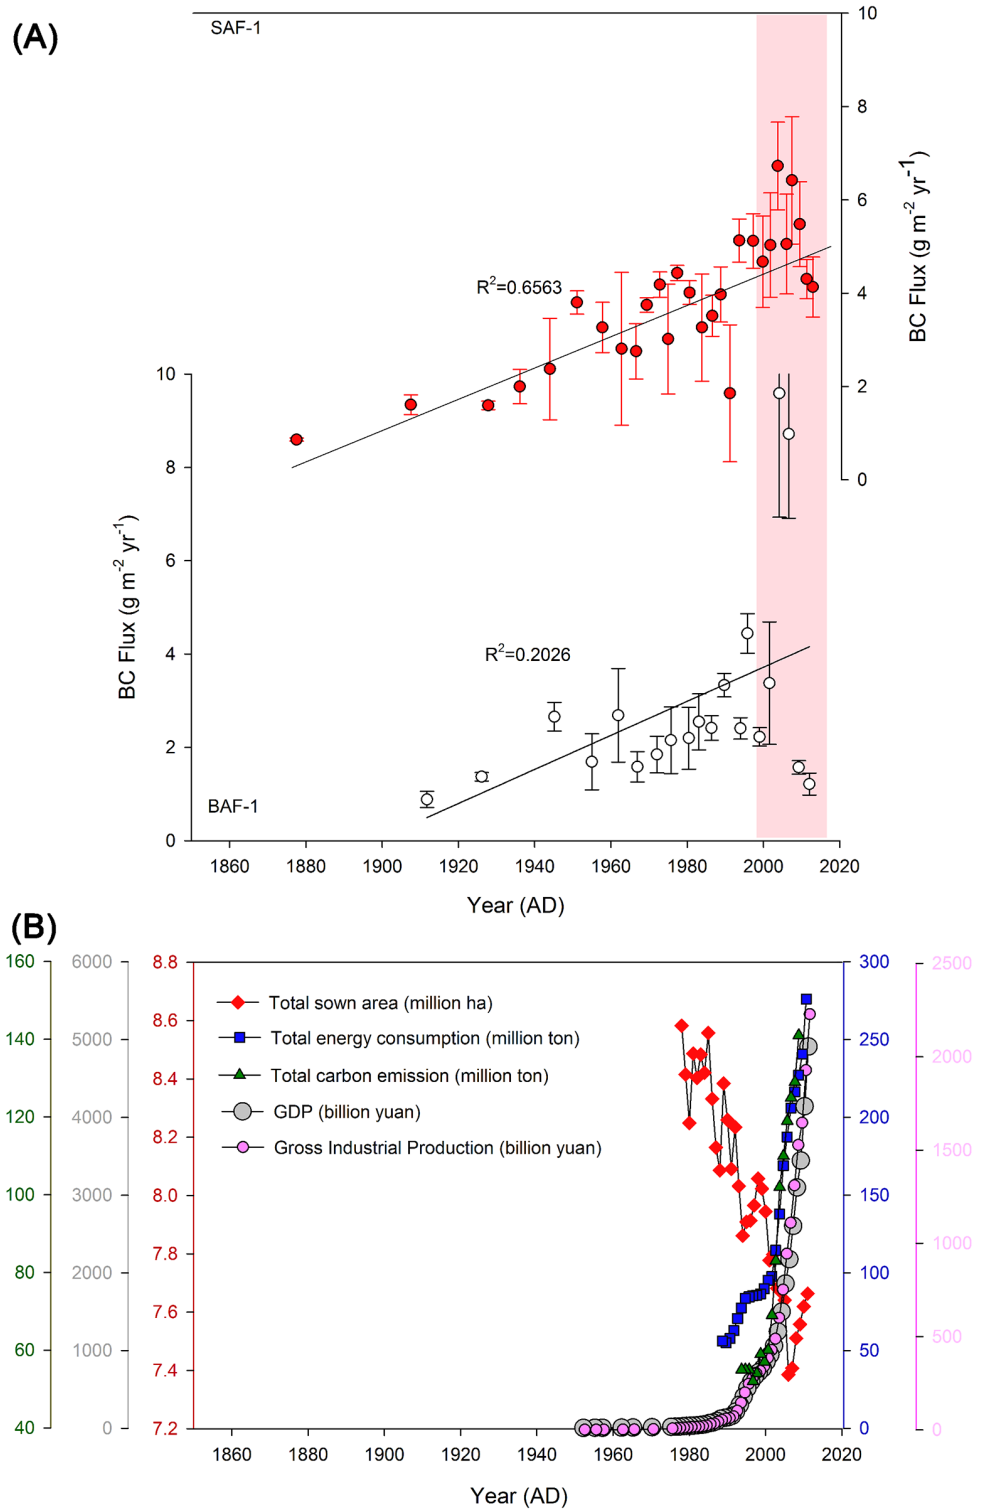 (A)
SAF-1
10
8
6
4
2
0
BC Flux (g m-2 yr-1)
R2=0.6563
10
8
6
4
2
0
BC Flux (g m-2 yr-1)
R2=0.2026
BAF-1
1860 1880 1900 1920 1940 1960 1980 2000 2020
Year (AD)
(B)
160 6000 8.8 300 2500
140 5000 8.6 250 2000
120 4000 8.4 200 1500
100 3000 8.2 150 1000
80 2000 8.0 100 500
60 1000 7.8 50 0
40 0 7.6 0
7.4
7.2
Total sown area (million ha)
Total energy consumption (million ton)
Total carbon emission (million ton)
GDP (billion yuan)
Gross Industrial Production (billion yuan)
1860 1880 1900 1920 1940 1960 1980 2000 2020
Year (AD)